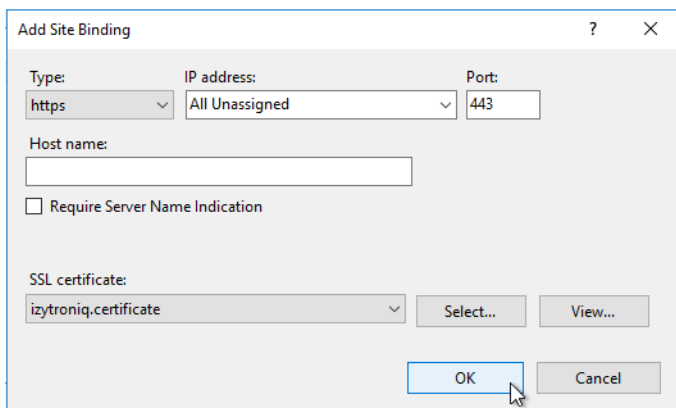 Add Site Binding ?
Type: IP address: Port:
https All Unassigned 443
Host name:
Require Server Name Indication
SSL certificate:
izytroniq.certificate Select... View...
OK Cancel